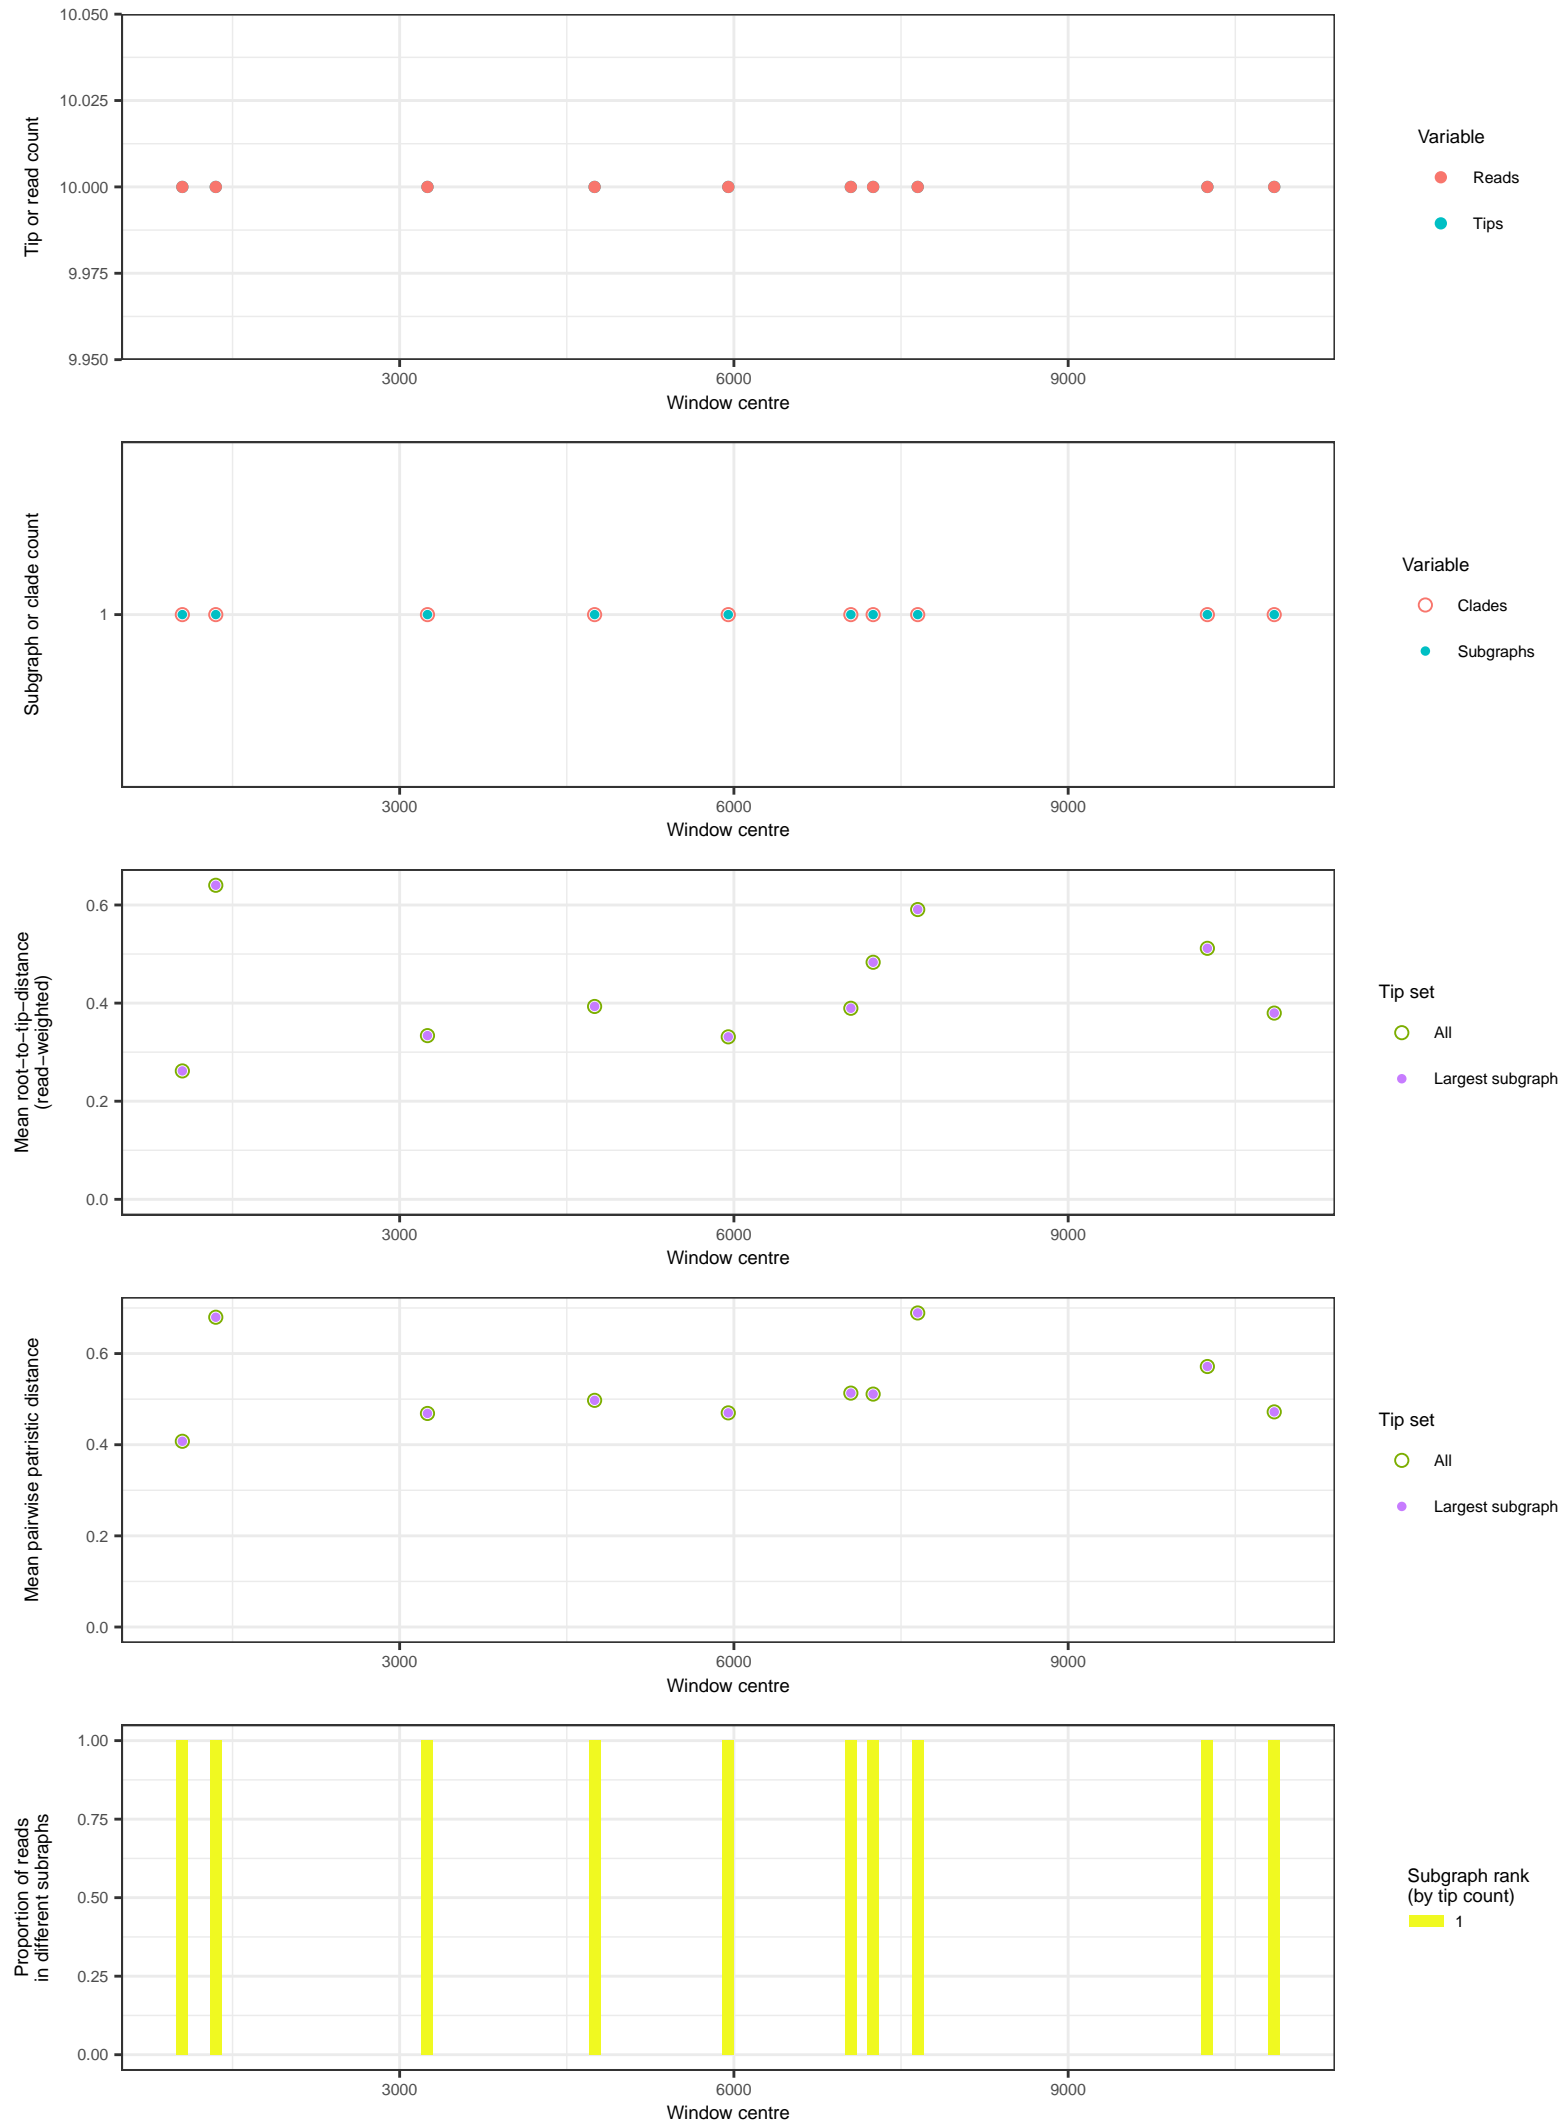 10.050
10.025
10.000
9.975
9.950
Tip or read count
3000
6000
9000
Window centre
Variable
Reads
Tips
1
Subgraph or clade count
3000
6000
9000
Window centre
Variable
Clades
Subgraphs
0.6
0.4
0.2
0.0
Mean root−to−tip−distance
(read−weighted)
3000
6000
9000
Window centre
Tip set
All
Largest subgraph
0.6
0.4
0.2
0.0
Mean pairwise patristic distance
3000
6000
9000
Window centre
Tip set
All
Largest subgraph
1.00
0.75
0.50
0.25
0.00
Proportion of reads
in different subraphs
3000
6000
9000
Window centre
Subgraph rank
(by tip count)
1